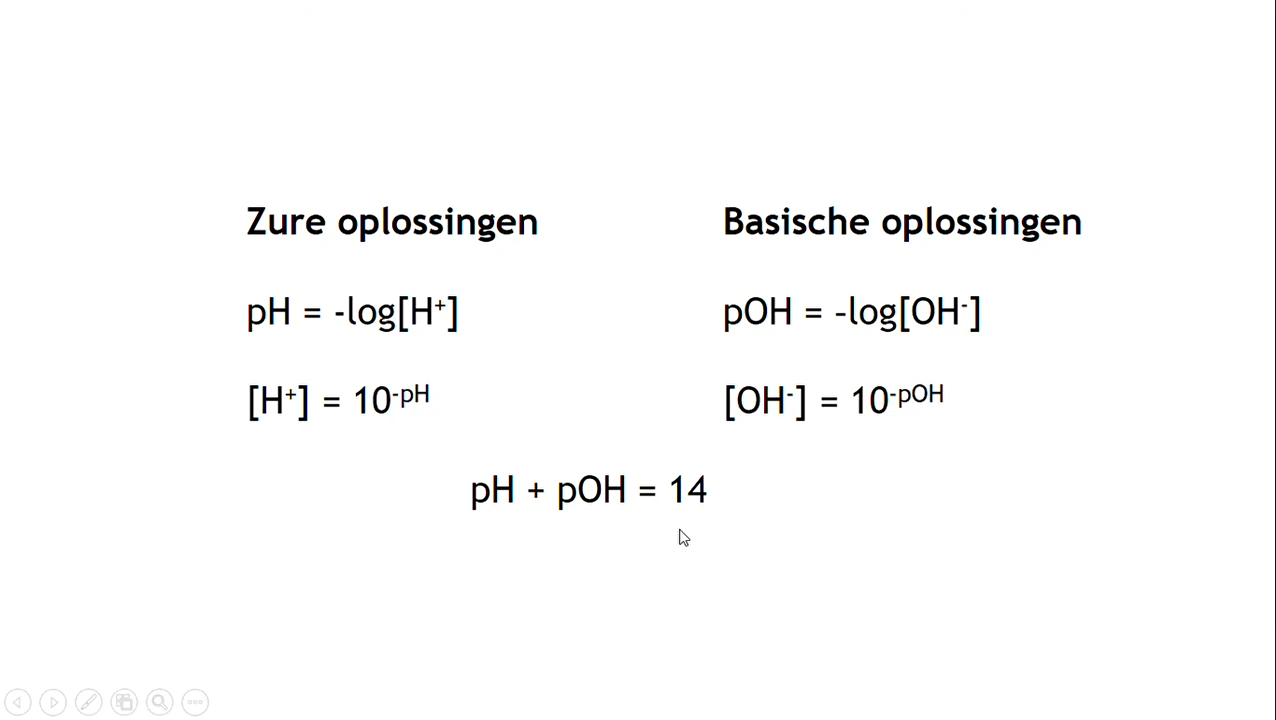 Zure oplossingen
Basische oplossingen
pH = -log[H⁺]
pOH = -log[OH⁻]
[H⁺] = 10⁻ᵖᴴ
[OH⁻] = 10⁻ᵖᴼᴴ
pH + pOH = 14